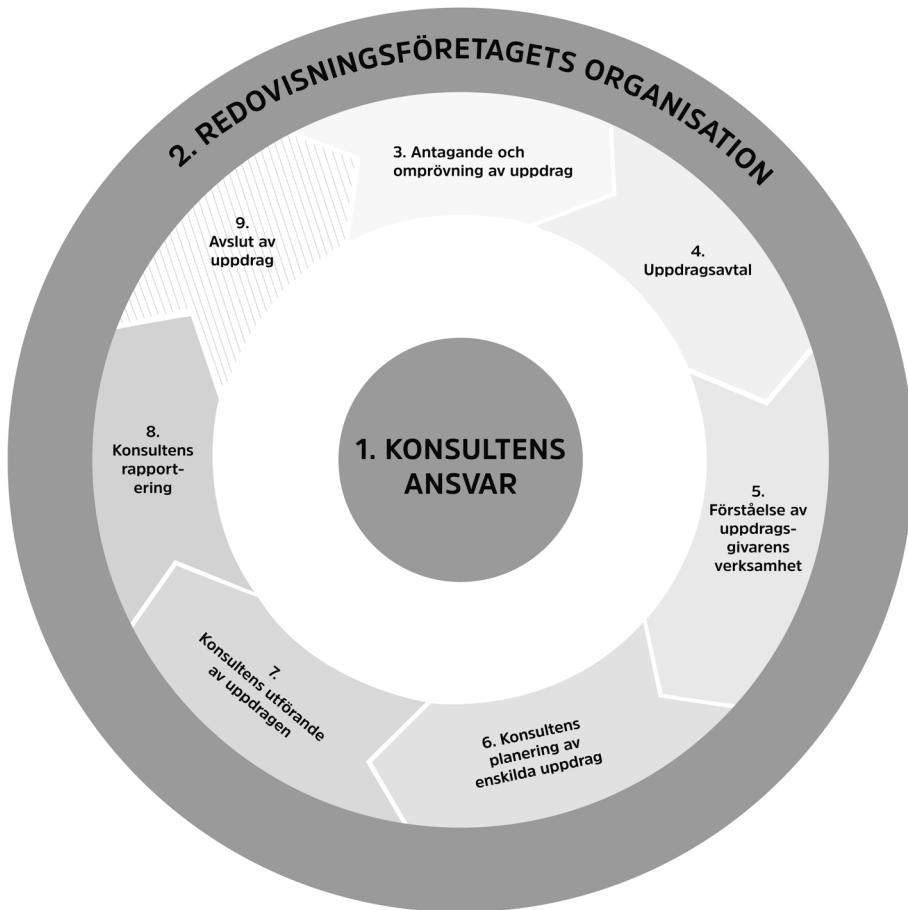 2. REDOVISNINGSFÖRETAGETS ORGANISATION
1. KONSULTENS
ANSVAR
3. Antagande och
omprövning av uppdrag
4.
Uppdragsavtal
5.
Förståelse av
uppdrags-
givarens
verksamhet
6. Konsultens
planering av
enskilda uppdrag
7.
Konsultens utförande
av uppdragen
8.
Konsultens
rapport-
ering
9.
Avslut av
uppdrag